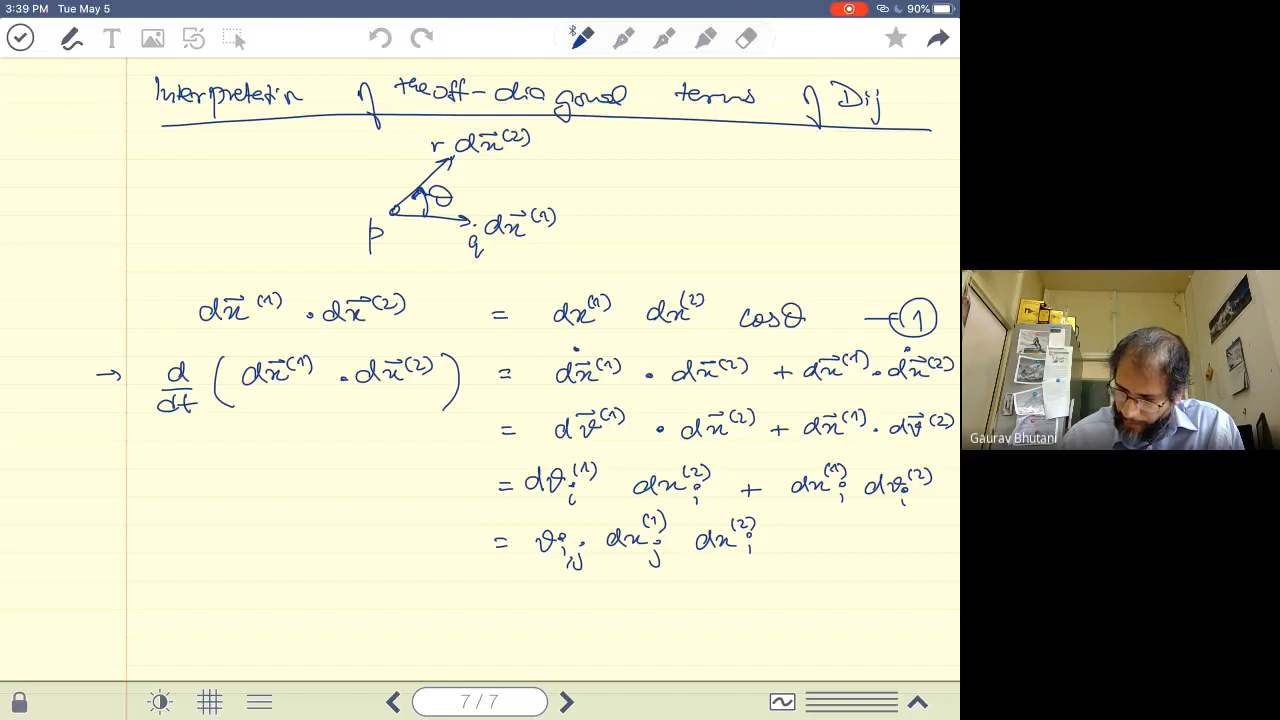 3:39 PM Tue May 5
90%
Interpretation of the off-diagonal terms of Dij
r dx⃗⁽²⁾
θ
p
q dx⃗⁽¹⁾
dx⃗⁽¹⁾ · dx⃗⁽²⁾ = dx⁽¹⁾ dx⁽²⁾ cosθ —①
→ d/dt ( dx⃗⁽¹⁾ · dx⃗⁽²⁾ ) = dẋ⃗⁽¹⁾ · dx⃗⁽²⁾ + dx⃗⁽¹⁾ · dẋ⃗⁽²⁾
= dv⃗⁽¹⁾ · dx⃗⁽²⁾ + dx⃗⁽¹⁾ · dv⃗⁽²⁾
= dvᵢ⁽¹⁾ dxᵢ⁽²⁾ + dxᵢ⁽¹⁾ dvᵢ⁽²⁾
= vᵢ,ⱼ dxⱼ⁽¹⁾ dxᵢ⁽²⁾
Gaurav Bhutani
7 / 7